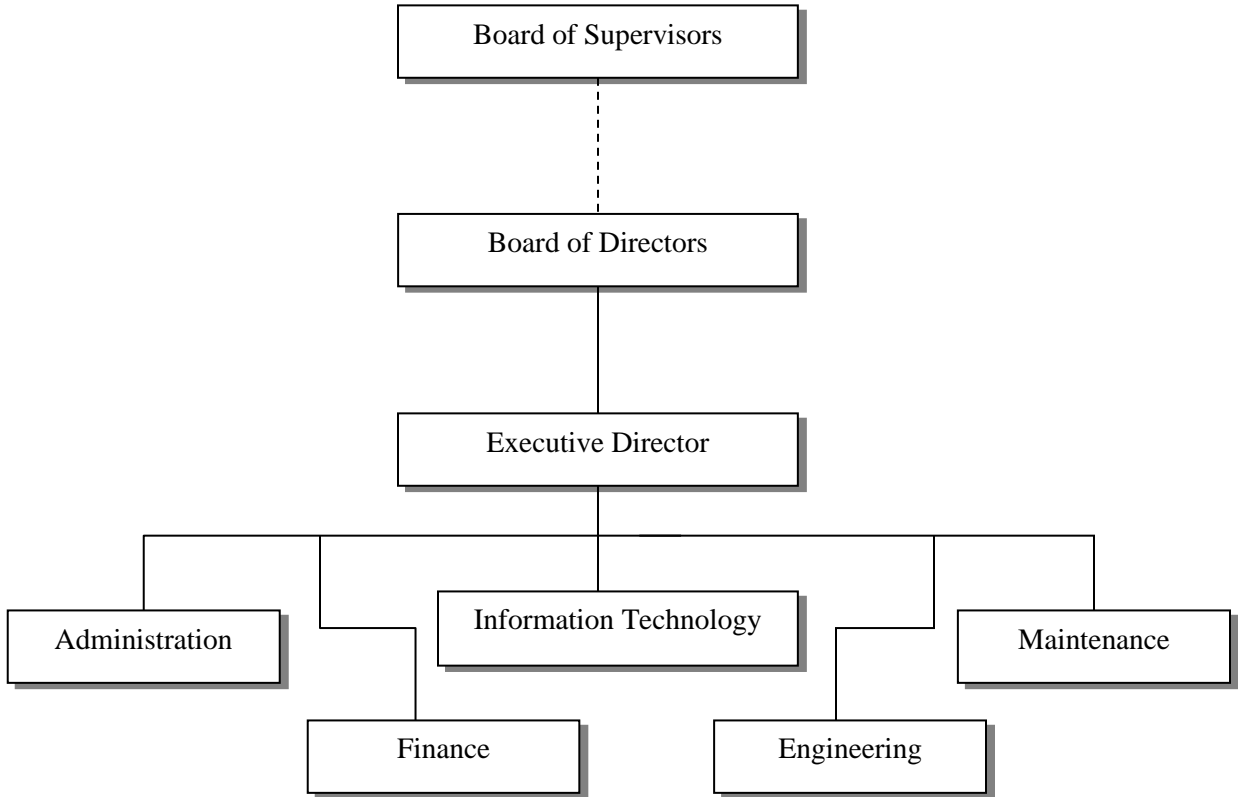 Board of Supervisors
Board of Directors
Executive Director
Administration
Information Technology
Maintenance
Finance
Engineering